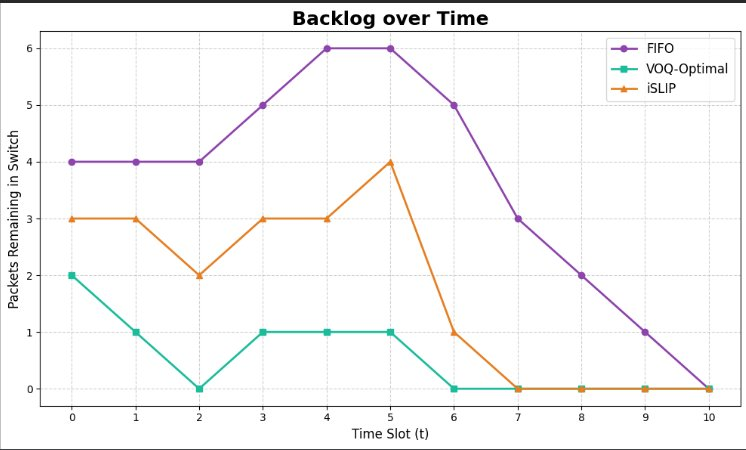 Backlog over Time
FIFO
VOQ-Optimal
iSLIP
Packets Remaining in Switch
6
5
4
3
2
1
0
0 1 2 3 4 5 6 7 8 9 10
Time Slot (t)